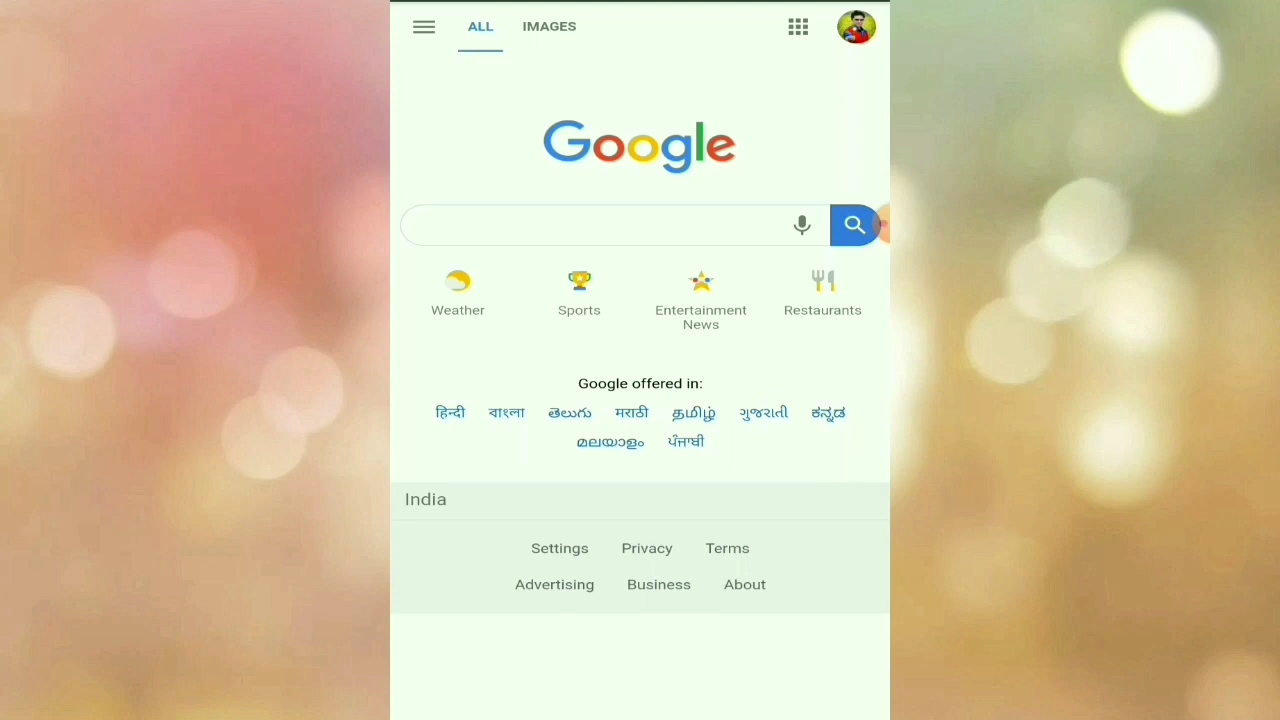 ALL IMAGES
Google
Weather Sports Entertainment News Restaurants
Google offered in:
हिन्दी বাংলা తెలుగు मराठी தமிழ் ગુજરાતી ಕನ್ನಡ
മലയാളം ਪੰਜਾਬੀ
India
Settings Privacy Terms
Advertising Business About